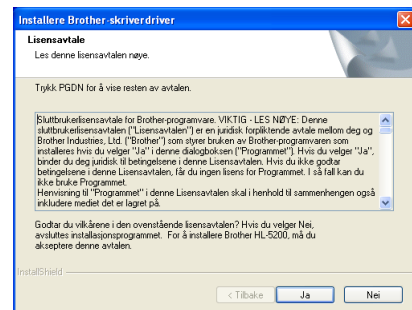 Installere Brother-skriverdriver
Lisensavtale
Les denne lisensavtalen nøye.
Trykk PGDN for å vise resten av avtalen.
Sluttbrukerlisensavtale for Brother-programvare. VIKTIG - LES NØYE: Denne
sluttbrukerlisensavtalen ("Lisensavtalen") er en juridisk forpliktende avtale mellom deg og
Brother Industries, Ltd. ("Brother") som styrer bruken av Brother-programvaren som
installeres hvis du velger "Ja" i denne dialogboksen ("Programmet"). Hvis du velger "Ja",
binder du deg juridisk til betingelsene i denne Lisensavtalen. Hvis du ikke godtar
betingelsene i denne Lisensavtalen, får du ingen lisens for Programmet. I så fall kan du
ikke bruke Programmet.
Henvisning til "Programmet" i denne Lisensavtalen skal i henhold til sammenhengen også
inkludere mediet det er lagret på.
Godtar du vilkårene i den ovenstående lisensavtalen? Hvis du velger Nei,
avsluttes installasjonsprogrammet. For å installere Brother HL-5200, må du
akseptere denne avtalen.
InstallShield
< Tilbake Ja Nei